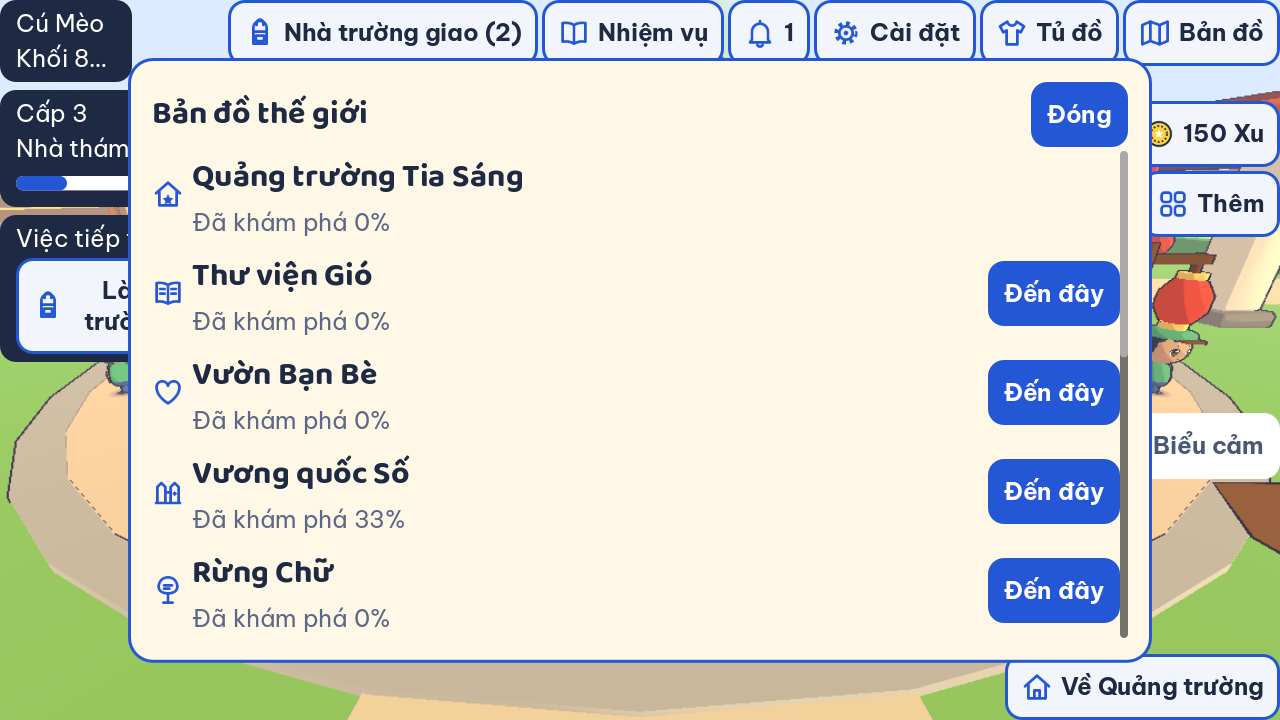 Cú Mèo
Khối 8...
Nhà trường giao (2)
Nhiệm vụ
1
Cài đặt
Tủ đồ
Bản đồ
Cấp 3
Nhà thám
150 Xu
Thêm
Việc tiếp
Bản đồ thế giới
Đóng
Quảng trường Tia Sáng
Đã khám phá 0%
Thư viện Gió
Đã khám phá 0%
Đến đây
Vườn Bạn Bè
Đã khám phá 0%
Đến đây
Vương quốc Số
Đã khám phá 33%
Đến đây
Rừng Chữ
Đã khám phá 0%
Đến đây
Biểu cảm
Về Quảng trường